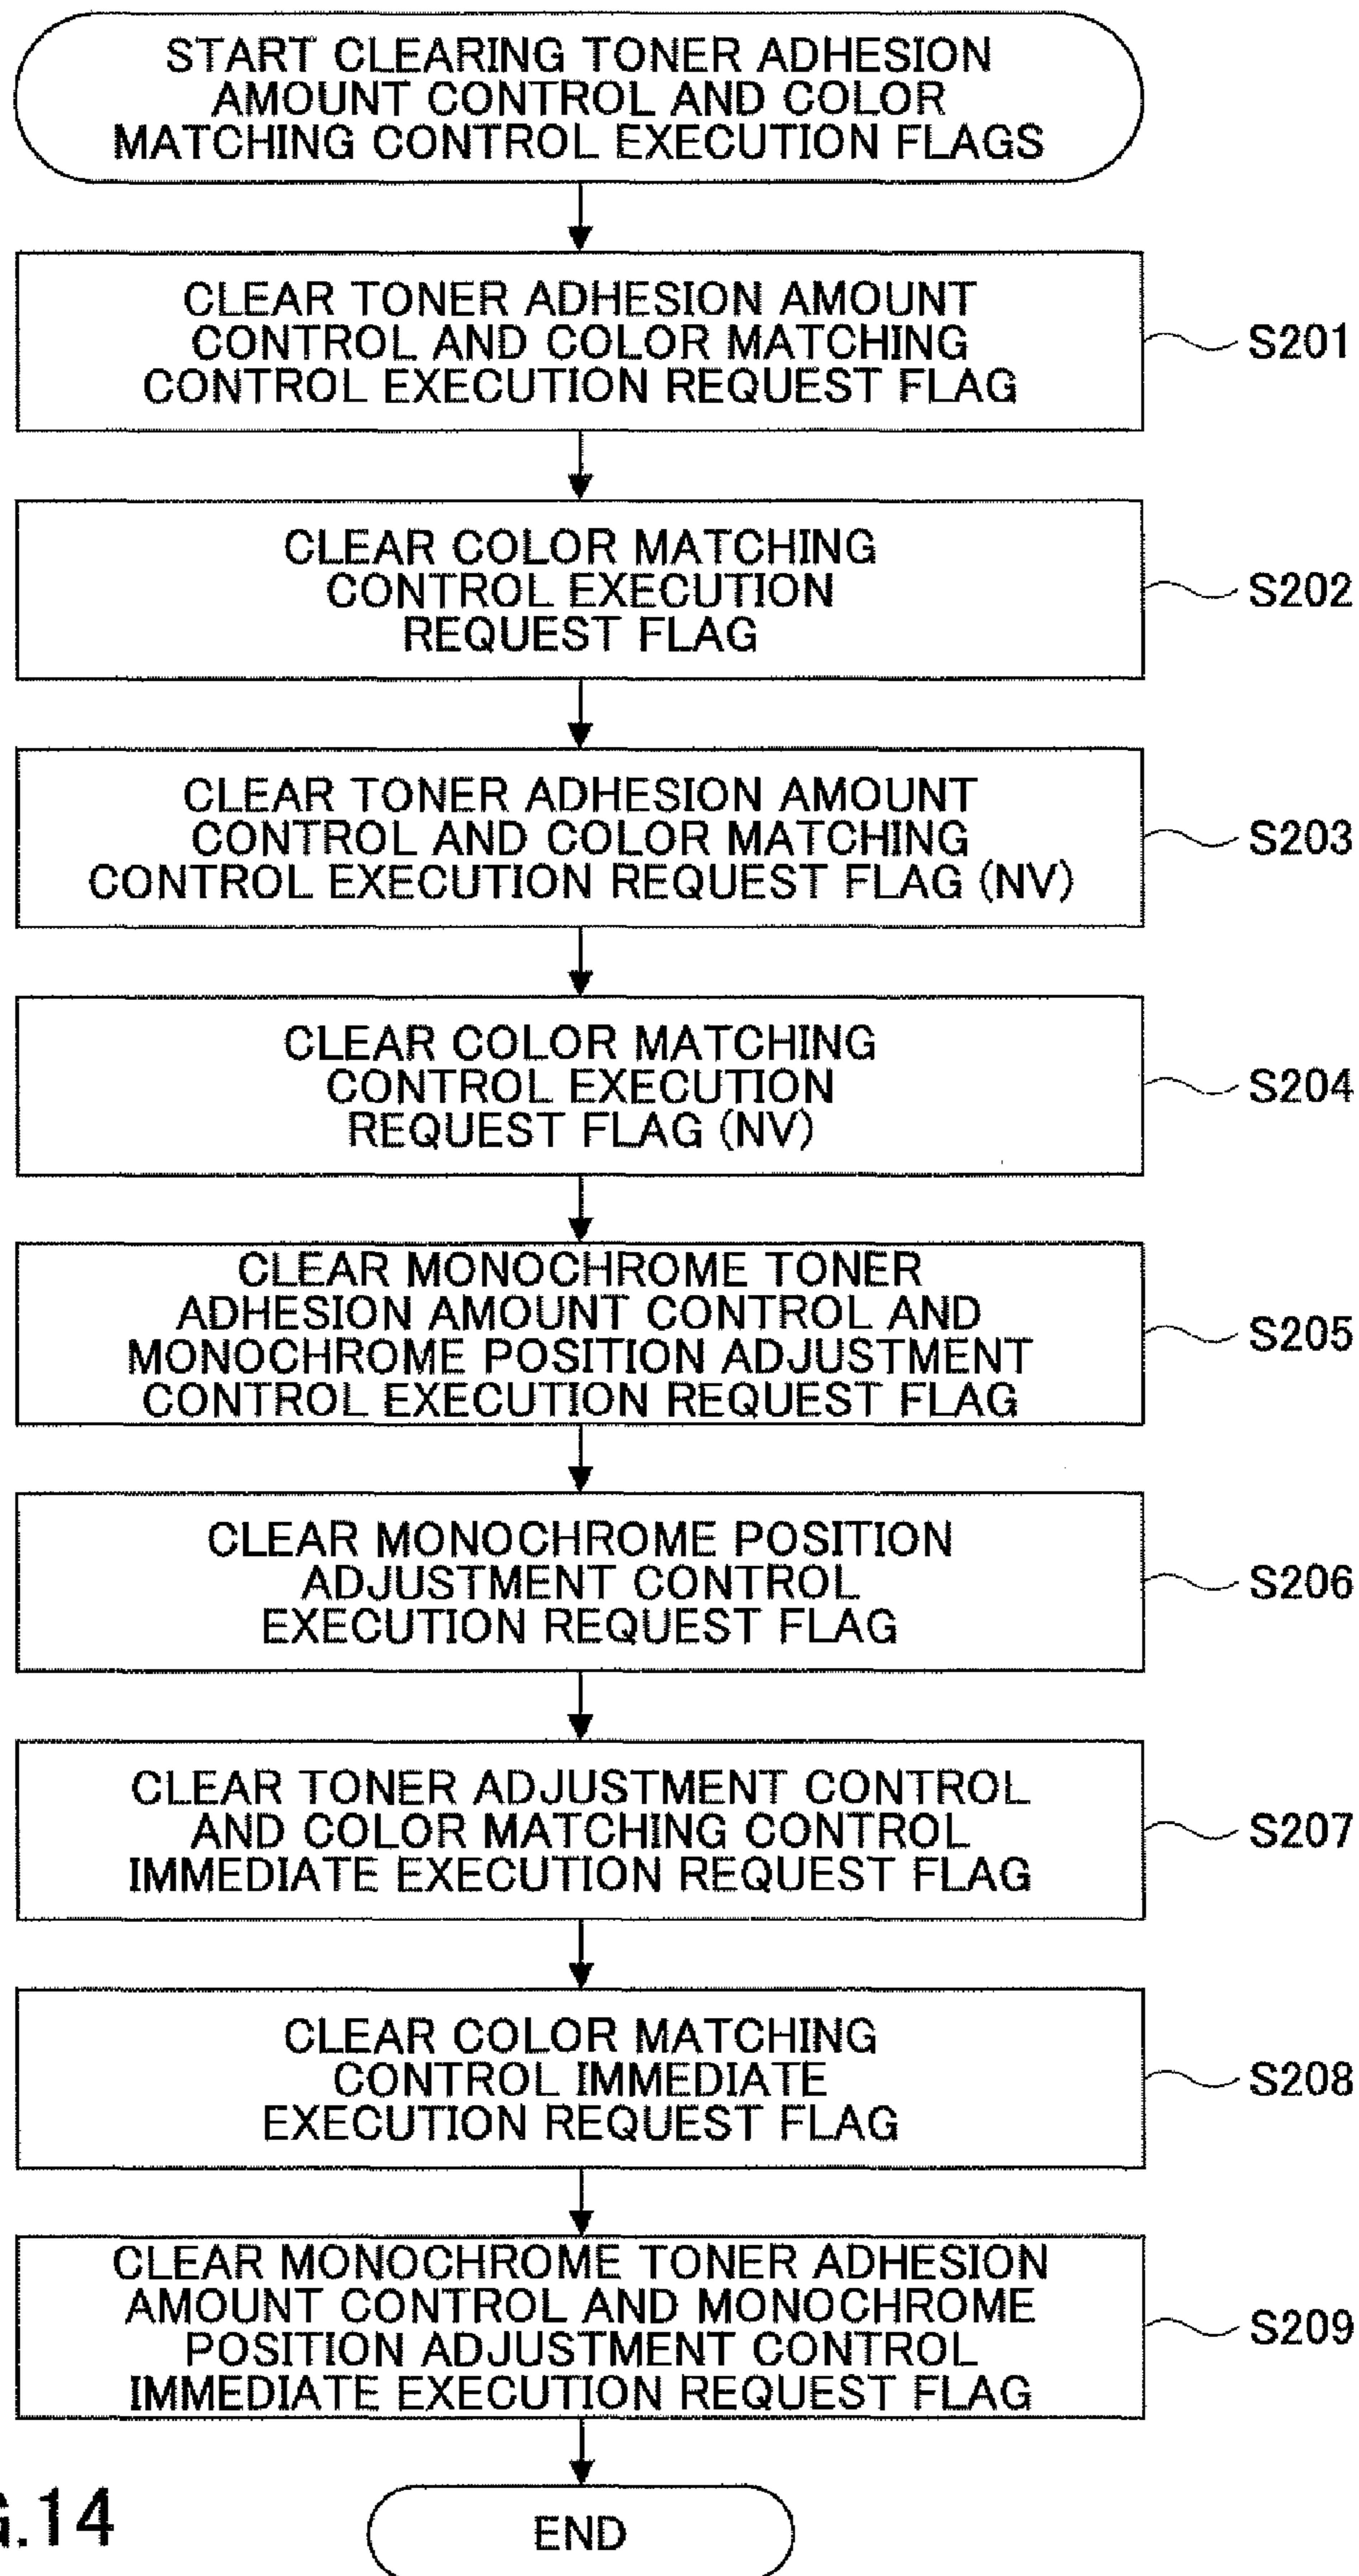 START CLEARING TONER ADHESION
AMOUNT CONTROL AND COLOR
MATCHING CONTROL EXECUTION FLAGS
CLEAR TONER ADHESION AMOUNT
CONTROL AND COLOR MATCHING
CONTROL EXECUTION REQUEST FLAG
S201
CLEAR COLOR MATCHING
CONTROL EXECUTION
REQUEST FLAG
S202
CLEAR TONER ADHESION AMOUNT
CONTROL AND COLOR MATCHING
CONTROL EXECUTION REQUEST FLAG (NV)
S203
CLEAR COLOR MATCHING
CONTROL EXECUTION
REQUEST FLAG (NV)
S204
CLEAR MONOCHROME TONER
ADHESION AMOUNT CONTROL AND
MONOCHROME POSITION ADJUSTMENT
CONTROL EXECUTION REQUEST FLAG
S205
CLEAR MONOCHROME POSITION
ADJUSTMENT CONTROL
EXECUTION REQUEST FLAG
S206
CLEAR TONER ADJUSTMENT CONTROL
AND COLOR MATCHING CONTROL
IMMEDIATE EXECUTION REQUEST FLAG
S207
CLEAR COLOR MATCHING
CONTROL IMMEDIATE
EXECUTION REQUEST FLAG
S208
CLEAR MONOCHROME TONER ADHESION
AMOUNT CONTROL AND MONOCHROME
POSITION ADJUSTMENT CONTROL
IMMEDIATE EXECUTION REQUEST FLAG
S209
END
G.14